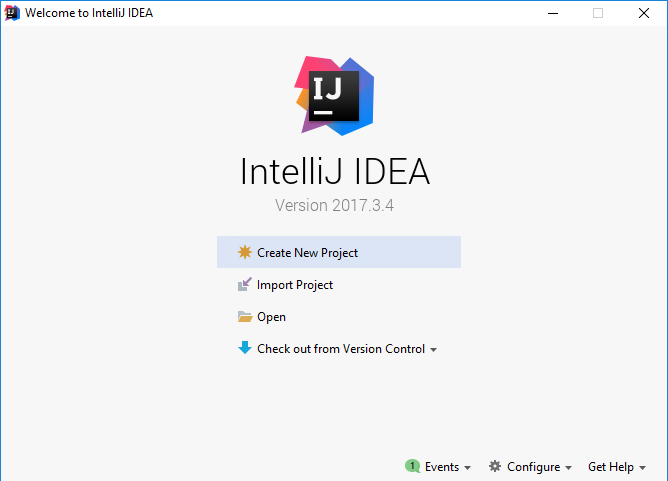 Welcome to IntelliJ IDEA
IJ
IntelliJ IDEA
Version 2017.3.4
Create New Project
Import Project
Open
Check out from Version Control
1 Events Configure Get Help